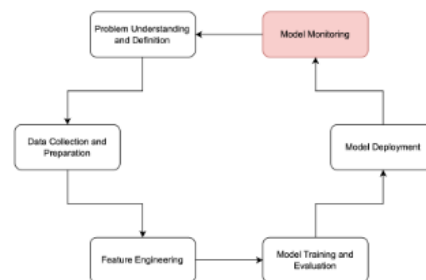 Problem Understanding
and Definition
Model Monitoring
Data Collection and
Preparation
Model Deployment
Feature Engineering
Model Training and
Evaluation